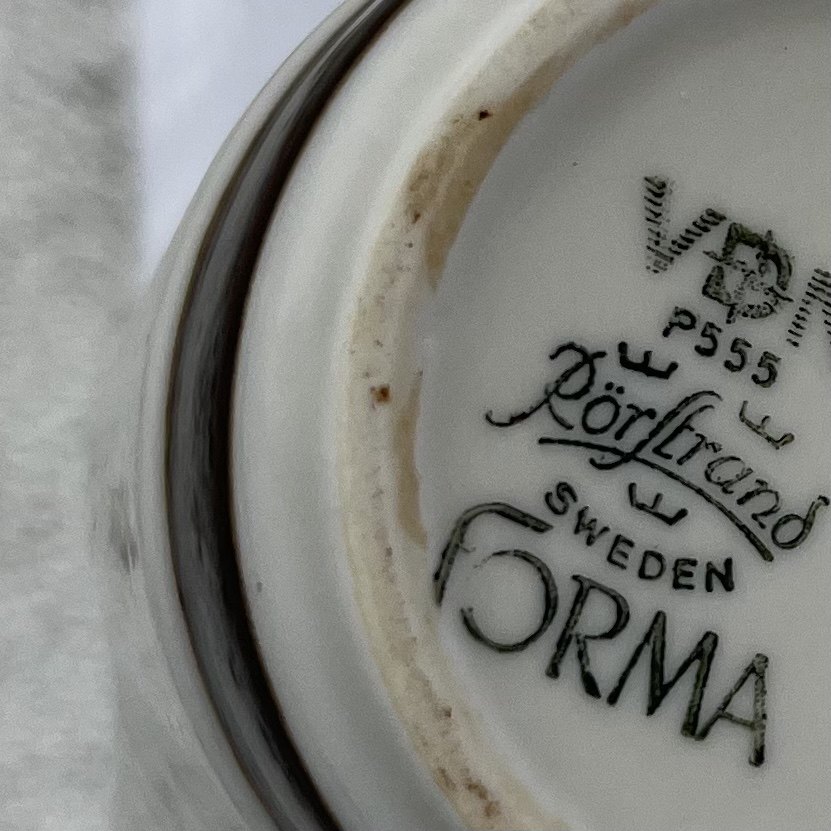 P555
Rörstrand
SWEDEN
FORMA